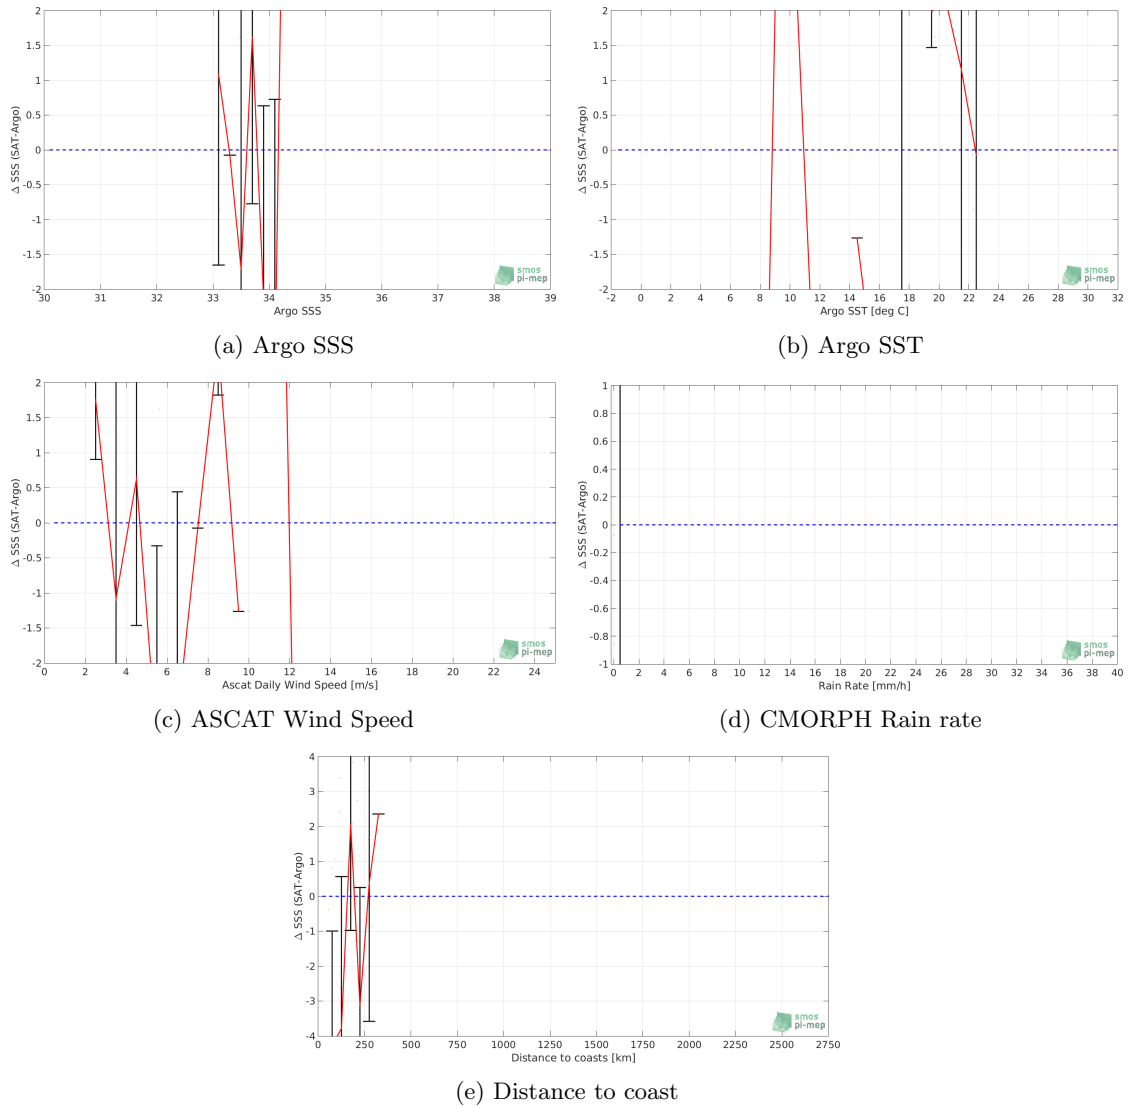 2
1.5
1
0.5
0
-0.5
-1
-1.5
-2
Δ SSS (SAT-Argo)
30 31 32 33 34 35 36 37 38 39
Argo SSS
smos
pi-mep
(a) Argo SSS
2
1.5
1
0.5
0
-0.5
-1
-1.5
-2
Δ SSS (SAT-Argo)
-2 0 2 4 6 8 10 12 14 16 18 20 22 24 26 28 30 32
Argo SST [deg C]
smos
pi-mep
(b) Argo SST
2
1.5
1
0.5
0
-0.5
-1
-1.5
-2
Δ SSS (SAT-Argo)
0 2 4 6 8 10 12 14 16 18 20 22 24
Ascat Daily Wind Speed [m/s]
smos
pi-mep
(c) ASCAT Wind Speed
1
0.8
0.6
0.4
0.2
0
-0.2
-0.4
-0.6
-0.8
-1
Δ SSS (SAT-Argo)
0 2 4 6 8 10 12 14 16 18 20 22 24 26 28 30 32 34 36 38 40
Rain Rate [mm/h]
smos
pi-mep
(d) CMORPH Rain rate
4
3
2
1
0
-1
-2
-3
-4
Δ SSS (SAT-Argo)
0 250 500 750 1000 1250 1500 1750 2000 2250 2500 2750
Distance to coasts [km]
smos
pi-mep
(e) Distance to coast